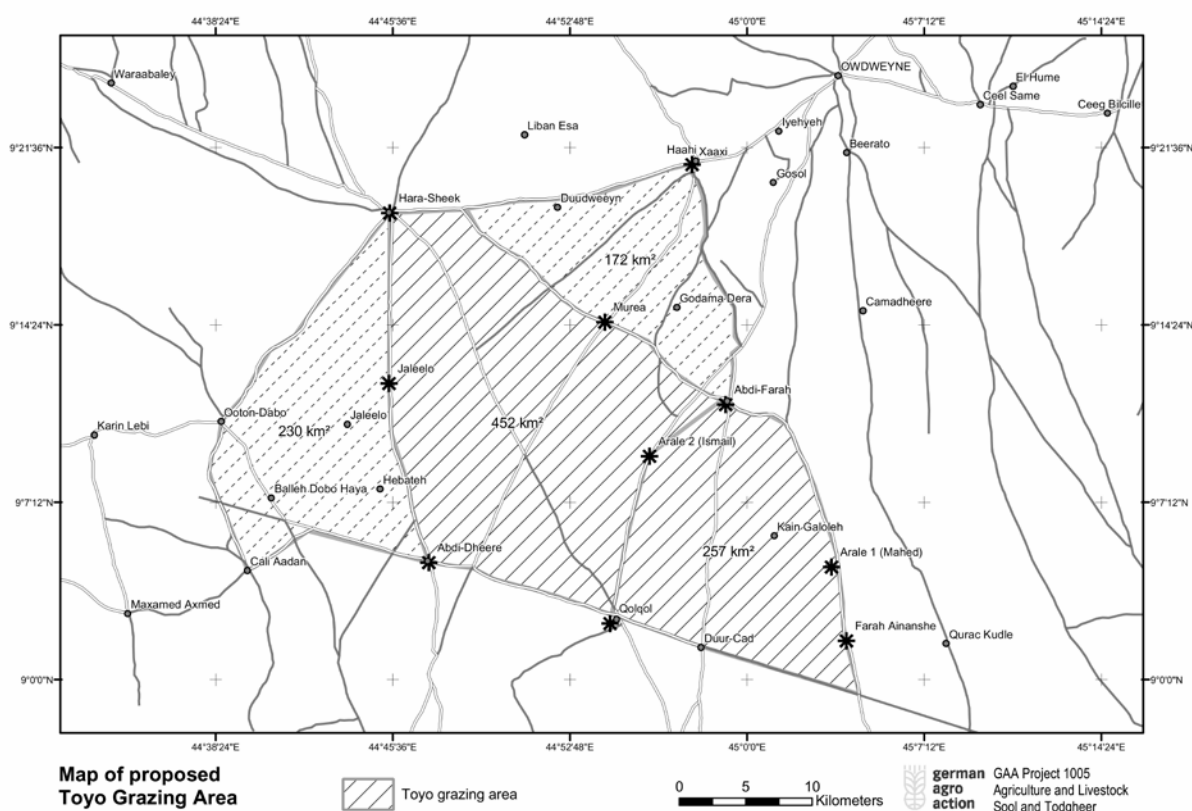 44°38'24"E 44°45'36"E 44°52'48"E 45°0'0"E 45°7'12"E 45°14'24"E
Waraabaley
OWDWEYNE
El Hume
Ceel Same
Ceeg Bilcille
Liban Esa
Iyehyeh
9°21'36"N
Haahi
Xaaxi
Beerato
9°21'36"N
Gosol
Hara-Sheek
Duudweeyn
172 km²
Godama Dera
Murea
Camadheere
9°14'24"N
9°14'24"N
Jaleelo
Abdi-Farah
Ooton-Dabo
Jaleelo
230 km²
452 km²
Karin Lebi
Arale 2 (Ismail)
Balleh Dobo Haya
Hebateh
9°7'12"N
9°7'12"N
Kain Galoleh
257 km²
Abdi-Dheere
Arale 1 (Mahed)
Cali Aadan
Maxamed Axmed
Qolqol
Farah Ainanshe
Duur-Cad
Qurac Kudle
9°0'0"N
9°0'0"N
44°38'24"E 44°45'36"E 44°52'48"E 45°0'0"E 45°7'12"E 45°14'24"E
Map of proposed
Toyo Grazing Area
Toyo grazing area
0 5 10
Kilometers
german
agro
action
GAA Project 1005
Agriculture and Livestock
Sool and Todgheer